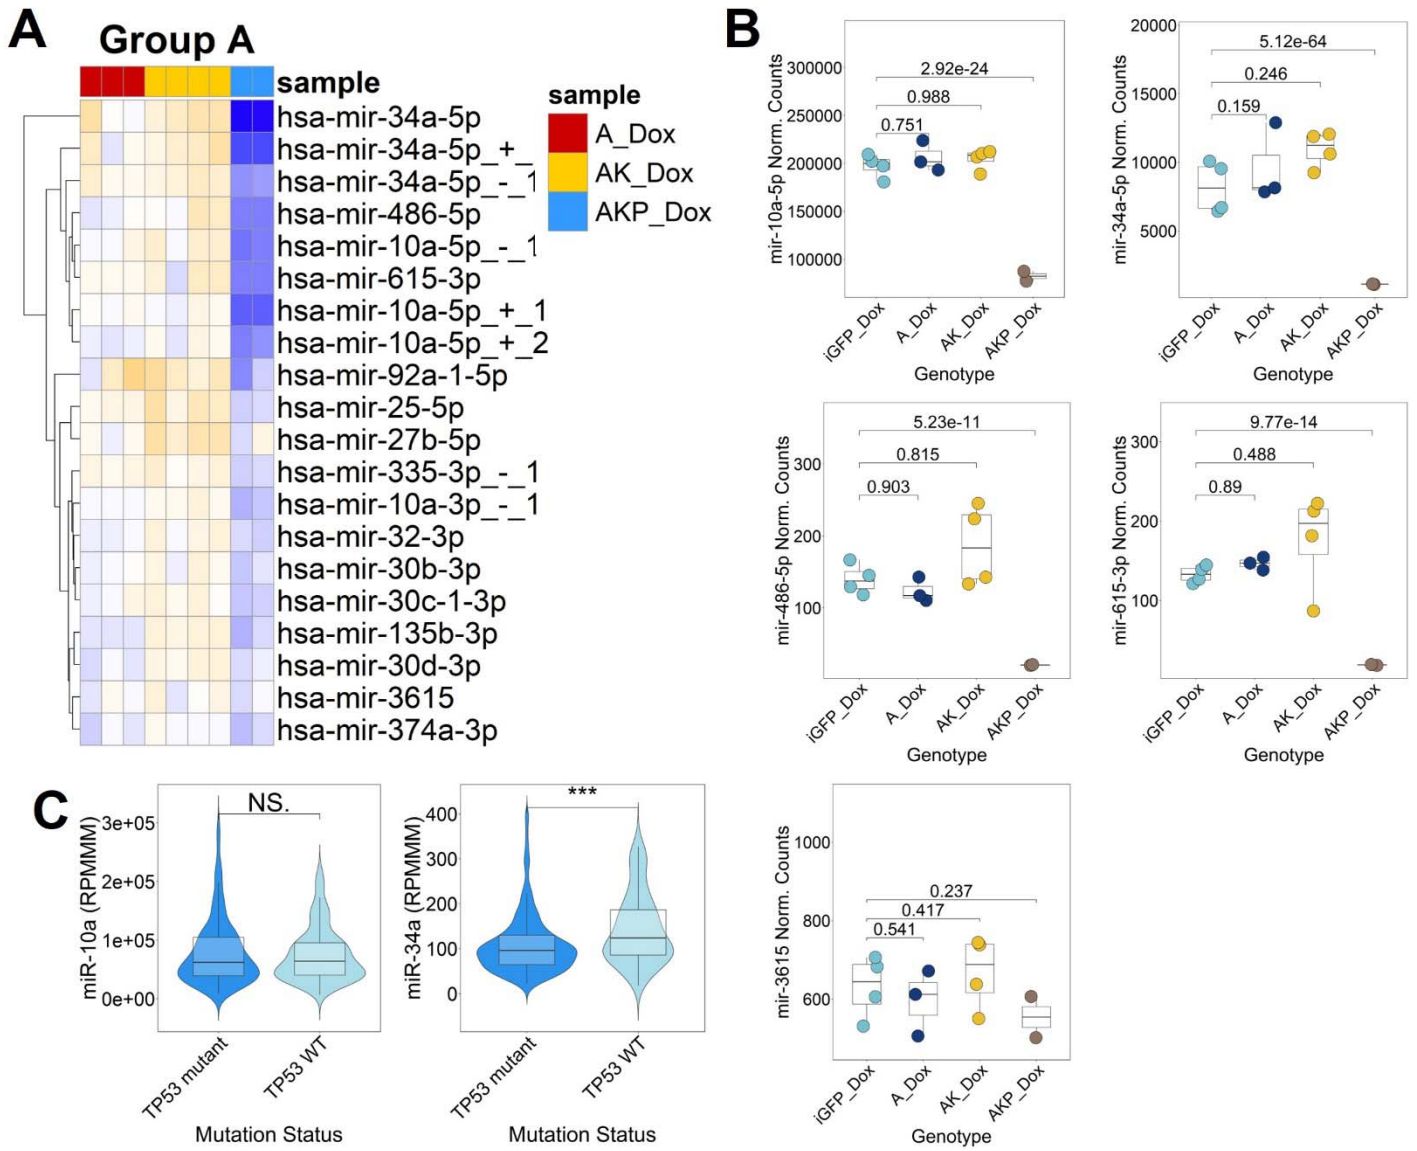 A
Group A
sample
hsa-mir-34a-5p
hsa-mir-34a-5p_+_
hsa-mir-34a-5p_-_1
hsa-mir-486-5p
hsa-mir-10a-5p_-_1
hsa-mir-615-3p
hsa-mir-10a-5p_+_1
hsa-mir-10a-5p_+_2
hsa-mir-92a-1-5p
hsa-mir-25-5p
hsa-mir-27b-5p
hsa-mir-335-3p_-_1
hsa-mir-10a-3p_-_1
hsa-mir-32-3p
hsa-mir-30b-3p
hsa-mir-30c-1-3p
hsa-mir-135b-3p
hsa-mir-30d-3p
hsa-mir-3615
hsa-mir-374a-3p
sample
A_Dox
AK_Dox
AKP_Dox
B
mir-10a-5p Norm. Counts
300000
250000
200000
150000
100000
2.92e-24
0.988
0.751
iGFP_Dox
A_Dox
AK_Dox
AKP_Dox
Genotype
mir-34a-5p Norm. Counts
20000
15000
10000
5000
5.12e-64
0.246
0.159
iGFP_Dox
A_Dox
AK_Dox
AKP_Dox
Genotype
mir-486-5p Norm. Counts
300
200
100
5.23e-11
0.815
0.903
iGFP_Dox
A_Dox
AK_Dox
AKP_Dox
Genotype
mir-615-3p Norm. Counts
300
200
100
9.77e-14
0.488
0.89
iGFP_Dox
A_Dox
AK_Dox
AKP_Dox
Genotype
mir-3615 Norm. Counts
1000
800
600
0.237
0.417
0.541
iGFP_Dox
A_Dox
AK_Dox
AKP_Dox
Genotype
C
miR-10a (RPMMM)
3e+05
2e+05
1e+05
0e+00
NS.
TP53 mutant
TP53 WT
Mutation Status
miR-34a (RPMMM)
400
300
200
100
0
***
TP53 mutant
TP53 WT
Mutation Status